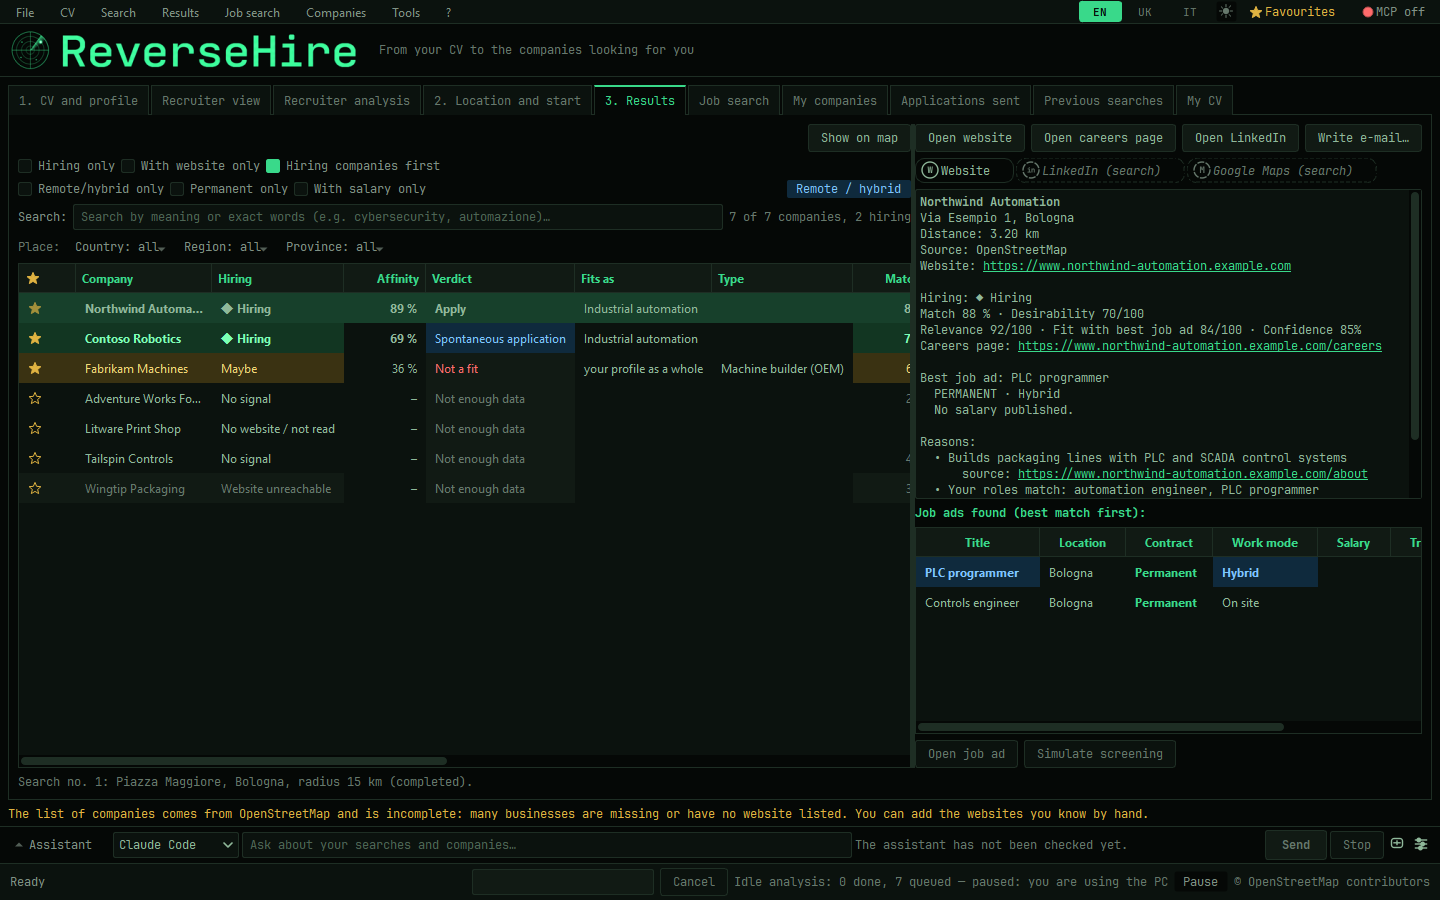 File CV Search Results Job search Companies Tools ? EN UK IT Favourites MCP off
ReverseHire From your CV to the companies looking for you
1. CV and profile Recruiter view Recruiter analysis 2. Location and start 3. Results Job search My companies Applications sent Previous searches My CV
Show on map Open website Open careers page Open LinkedIn Write e-mail…
Hiring only With website only Hiring companies first
Remote/hybrid only Permanent only With salary only Remote / hybrid
Search: Search by meaning or exact words (e.g. cybersecurity, automazione)… 7 of 7 companies, 2 hiring
Place: Country: all Region: all Province: all
Company Hiring Affinity Verdict Fits as Type
Northwind Automa... Hiring 89 % Apply Industrial automation
Contoso Robotics Hiring 69 % Spontaneous application Industrial automation
Fabrikam Machines Maybe 36 % Not a fit your profile as a whole Machine builder (OEM)
Adventure Works Fo... No signal – Not enough data
Litware Print Shop No website / not read – Not enough data
Tailspin Controls No signal – Not enough data
Wingtip Packaging Website unreachable – Not enough data
Search no. 1: Piazza Maggiore, Bologna, radius 15 km (completed).
W Website in LinkedIn (search) M Google Maps (search)
Northwind Automation
Via Esempio 1, Bologna
Distance: 3.20 km
Source: OpenStreetMap
Website: https://www.northwind-automation.example.com
Hiring: ◆ Hiring
Match 88 % · Desirability 70/100
Relevance 92/100 · Fit with best job ad 84/100 · Confidence 85%
Careers page: https://www.northwind-automation.example.com/careers
Best job ad: PLC programmer
PERMANENT · Hybrid
No salary published.
Reasons:
• Builds packaging lines with PLC and SCADA control systems
source: https://www.northwind-automation.example.com/about
• Your roles match: automation engineer, PLC programmer
Job ads found (best match first):
Title Location Contract Work mode Salary
PLC programmer Bologna Permanent Hybrid
Controls engineer Bologna Permanent On site
Open job ad Simulate screening
The list of companies comes from OpenStreetMap and is incomplete: many businesses are missing or have no website listed. You can add the websites you know by hand.
Assistant Claude Code Ask about your searches and companies… The assistant has not been checked yet. Send Stop
Ready Cancel Idle analysis: 0 done, 7 queued — paused: you are using the PC Pause © OpenStreetMap contributors